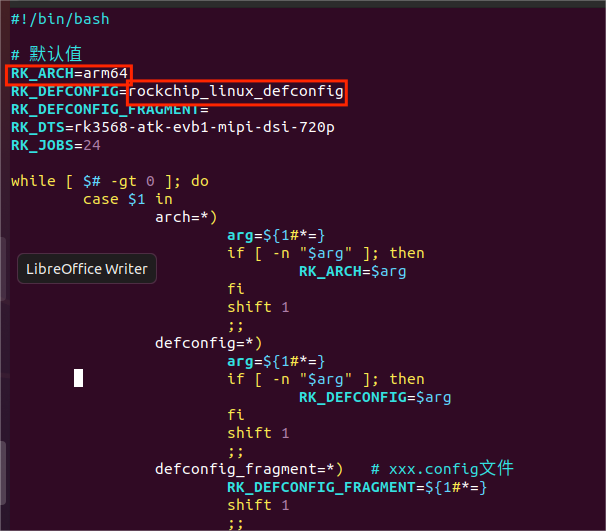 #!/bin/bash
# 默认值
RK_ARCH=arm64
RK_DEFCONFIG=rockchip_linux_defconfig
RK_DEFCONFIG_FRAGMENT=
RK_DTS=rk3568-atk-evb1-mipi-dsi-720p
RK_JOBS=24
while [ $# -gt 0 ]; do
case $1 in
arch=*)
arg=${1#*=}
if [ -n "$arg" ]; then
LibreOffice Writer
RK_ARCH=$arg
fi
shift 1
;;
defconfig=*)
arg=${1#*=}
if [ -n "$arg" ]; then
RK_DEFCONFIG=$arg
fi
shift 1
;;
defconfig_fragment=*) # xxx.config文件
RK_DEFCONFIG_FRAGMENT=${1#*=}
shift 1
;;